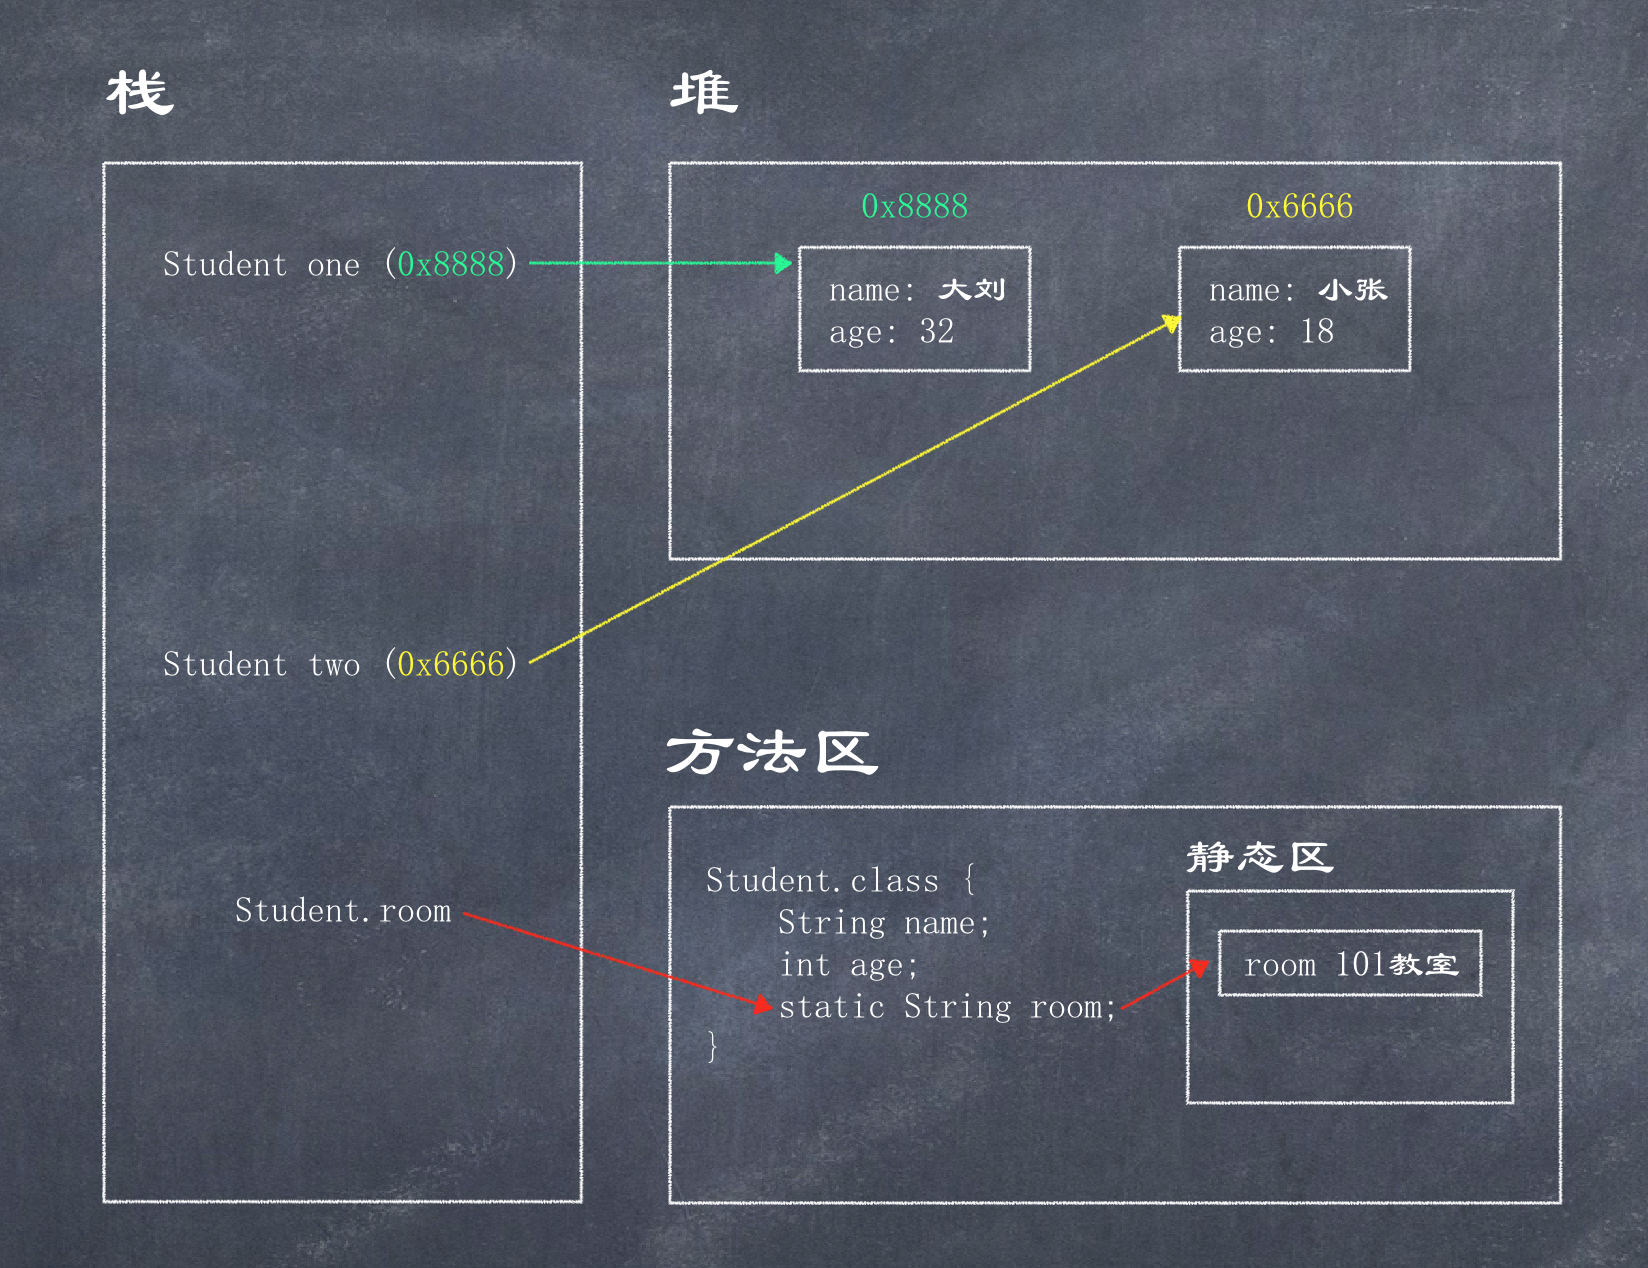 栈
Student one (0x8888)
Student two (0x6666)
Student.room
堆
0x8888
name: 大刘
age: 32
0x6666
name: 小张
age: 18
方法区
Student.class {
String name;
int age;
static String room;
}
静态区
room 101教室